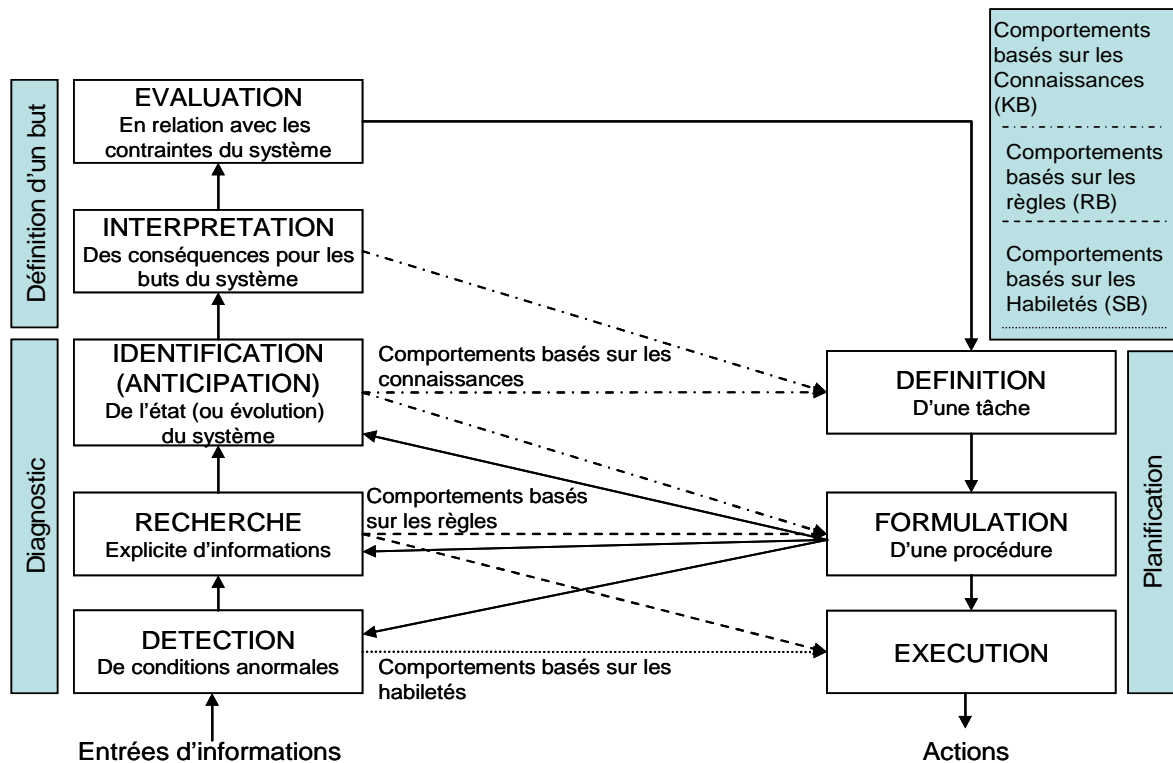 Définition d'un but
Diagnostic
EVALUATION
En relation avec les
contraintes du système
INTERPRETATION
Des conséquences pour les
buts du système
IDENTIFICATION
(ANTICIPATION)
De l'état (ou évolution)
du système
RECHERCHE
Explicite d'informations
DETECTION
De conditions anormales
Entrées d'informations
Comportements basés sur les
connaissances
Comportements basés
sur les règles
Comportements basés sur les
habiletés
Comportements
basés sur les
Connaissances
(KB)
Comportements
basés sur les
règles (RB)
Comportements
basés sur les
Habiletés (SB)
DEFINITION
D'une tâche
FORMULATION
D'une procédure
EXECUTION
Actions
Planification